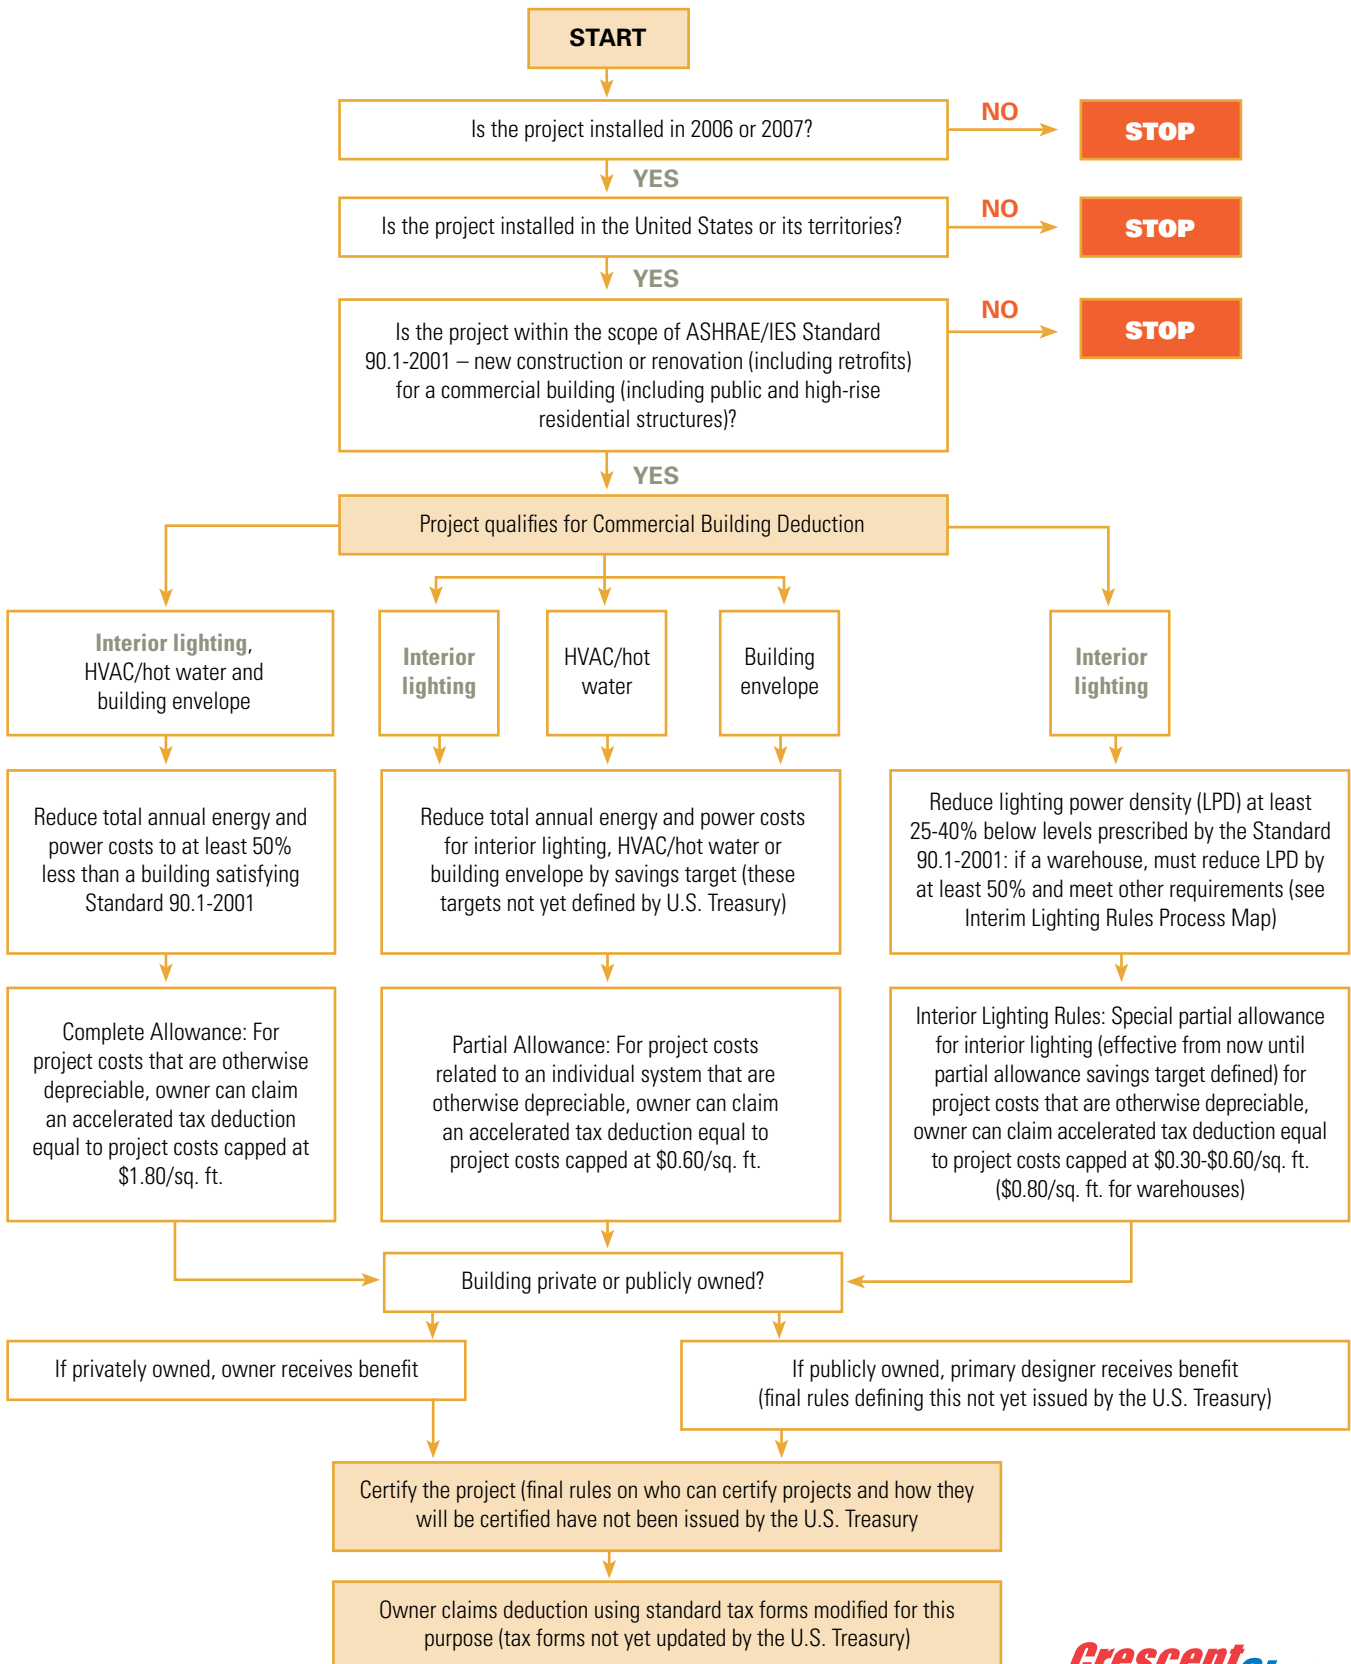 START
Is the project installed in 2006 or 2007?
NO
STOP
YES
Is the project installed in the United States or its territories?
NO
STOP
YES
Is the project within the scope of ASHRAE/IES Standard
90.1-2001 – new construction or renovation (including retrofits)
for a commercial building (including public and high-rise
residential structures)?
NO
STOP
YES
Project qualifies for Commercial Building Deduction
Interior lighting,
HVAC/hot water and
building envelope
Interior
lighting
HVAC/hot
water
Building
envelope
Interior
lighting
Reduce total annual energy and
power costs to at least 50%
less than a building satisfying
Standard 90.1-2001
Reduce total annual energy and power costs
for interior lighting, HVAC/hot water or
building envelope by savings target (these
targets not yet defined by U.S. Treasury)
Reduce lighting power density (LPD) at least
25-40% below levels prescribed by the Standard
90.1-2001: if a warehouse, must reduce LPD by
at least 50% and meet other requirements (see
Interim Lighting Rules Process Map)
Complete Allowance: For
project costs that are otherwise
depreciable, owner can claim
an accelerated tax deduction
equal to project costs capped at
$1.80/sq. ft.
Partial Allowance: For project costs
related to an individual system that are
otherwise depreciable, owner can claim
an accelerated tax deduction equal to
project costs capped at $0.60/sq. ft.
Interior Lighting Rules: Special partial allowance
for interior lighting (effective from now until
partial allowance savings target defined) for
project costs that are otherwise depreciable,
owner can claim accelerated tax deduction equal
to project costs capped at $0.30-$0.60/sq. ft.
($0.80/sq. ft. for warehouses)
Building private or publicly owned?
If privately owned, owner receives benefit
If publicly owned, primary designer receives benefit
(final rules defining this not yet issued by the U.S. Treasury)
Certify the project (final rules on who can certify projects and how they
will be certified have not been issued by the U.S. Treasury
Owner claims deduction using standard tax forms modified for this
purpose (tax forms not yet updated by the U.S. Treasury)
Crescent